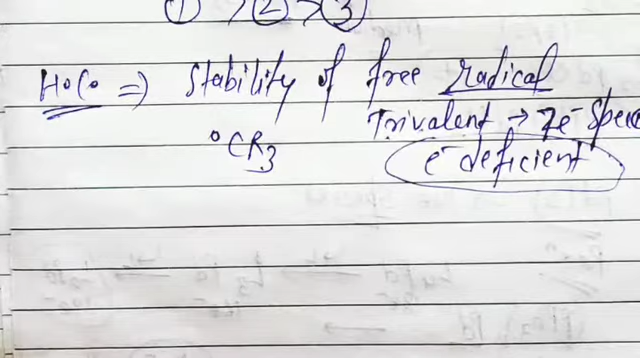 ① > ② > ③
H°C° ⇒ Stability of free radical
Trivalent → 7e⁻ Spec
°CR₃
e⁻ deficient